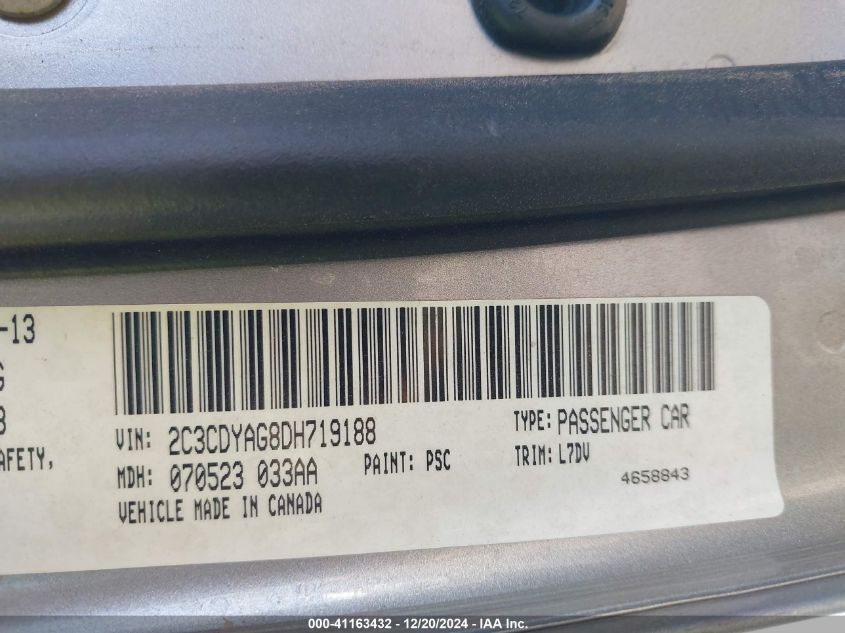 -13
G
8
AFETY,
VIN: 2C3CDYAG8DH719188
TYPE: PASSENGER CAR
MDH: 070523 033AA
PAINT: PSC
TRIM: L7DV
VEHICLE MADE IN CANADA
4658843
000-41163432 - 12/20/2024 - IAA Inc.